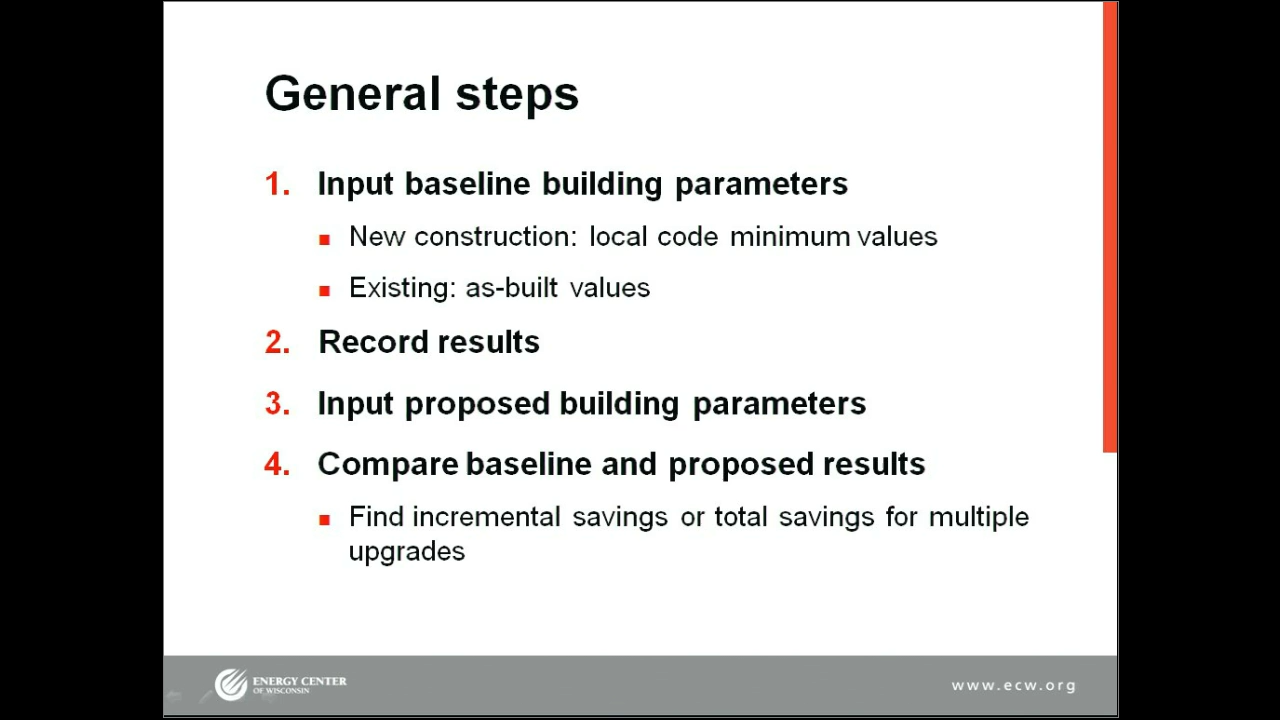 General steps
1. Input baseline building parameters
■ New construction: local code minimum values
■ Existing: as-built values
2. Record results
3. Input proposed building parameters
4. Compare baseline and proposed results
■ Find incremental savings or total savings for multiple
upgrades
ENERGY CENTER
OF WISCONSIN
www.ecw.org